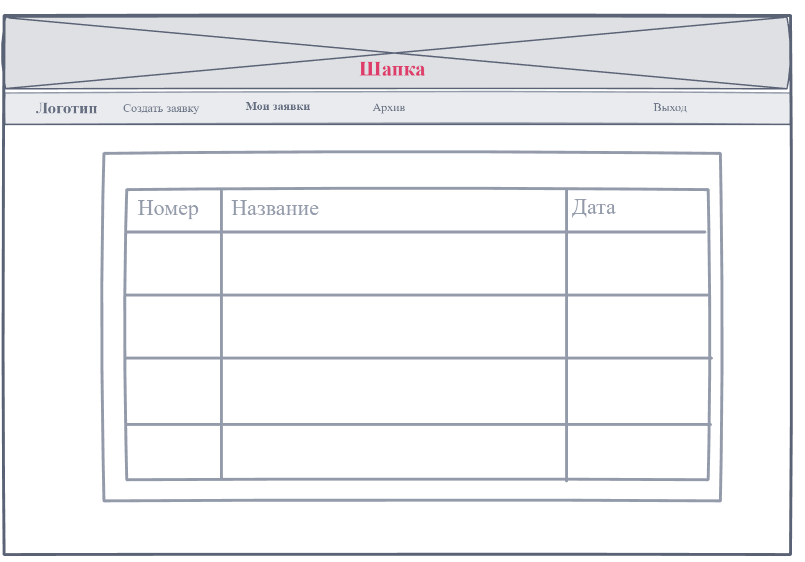 Шапка
Логотип Создать заявку Мои заявки Архив Выход
Номер Название Дата